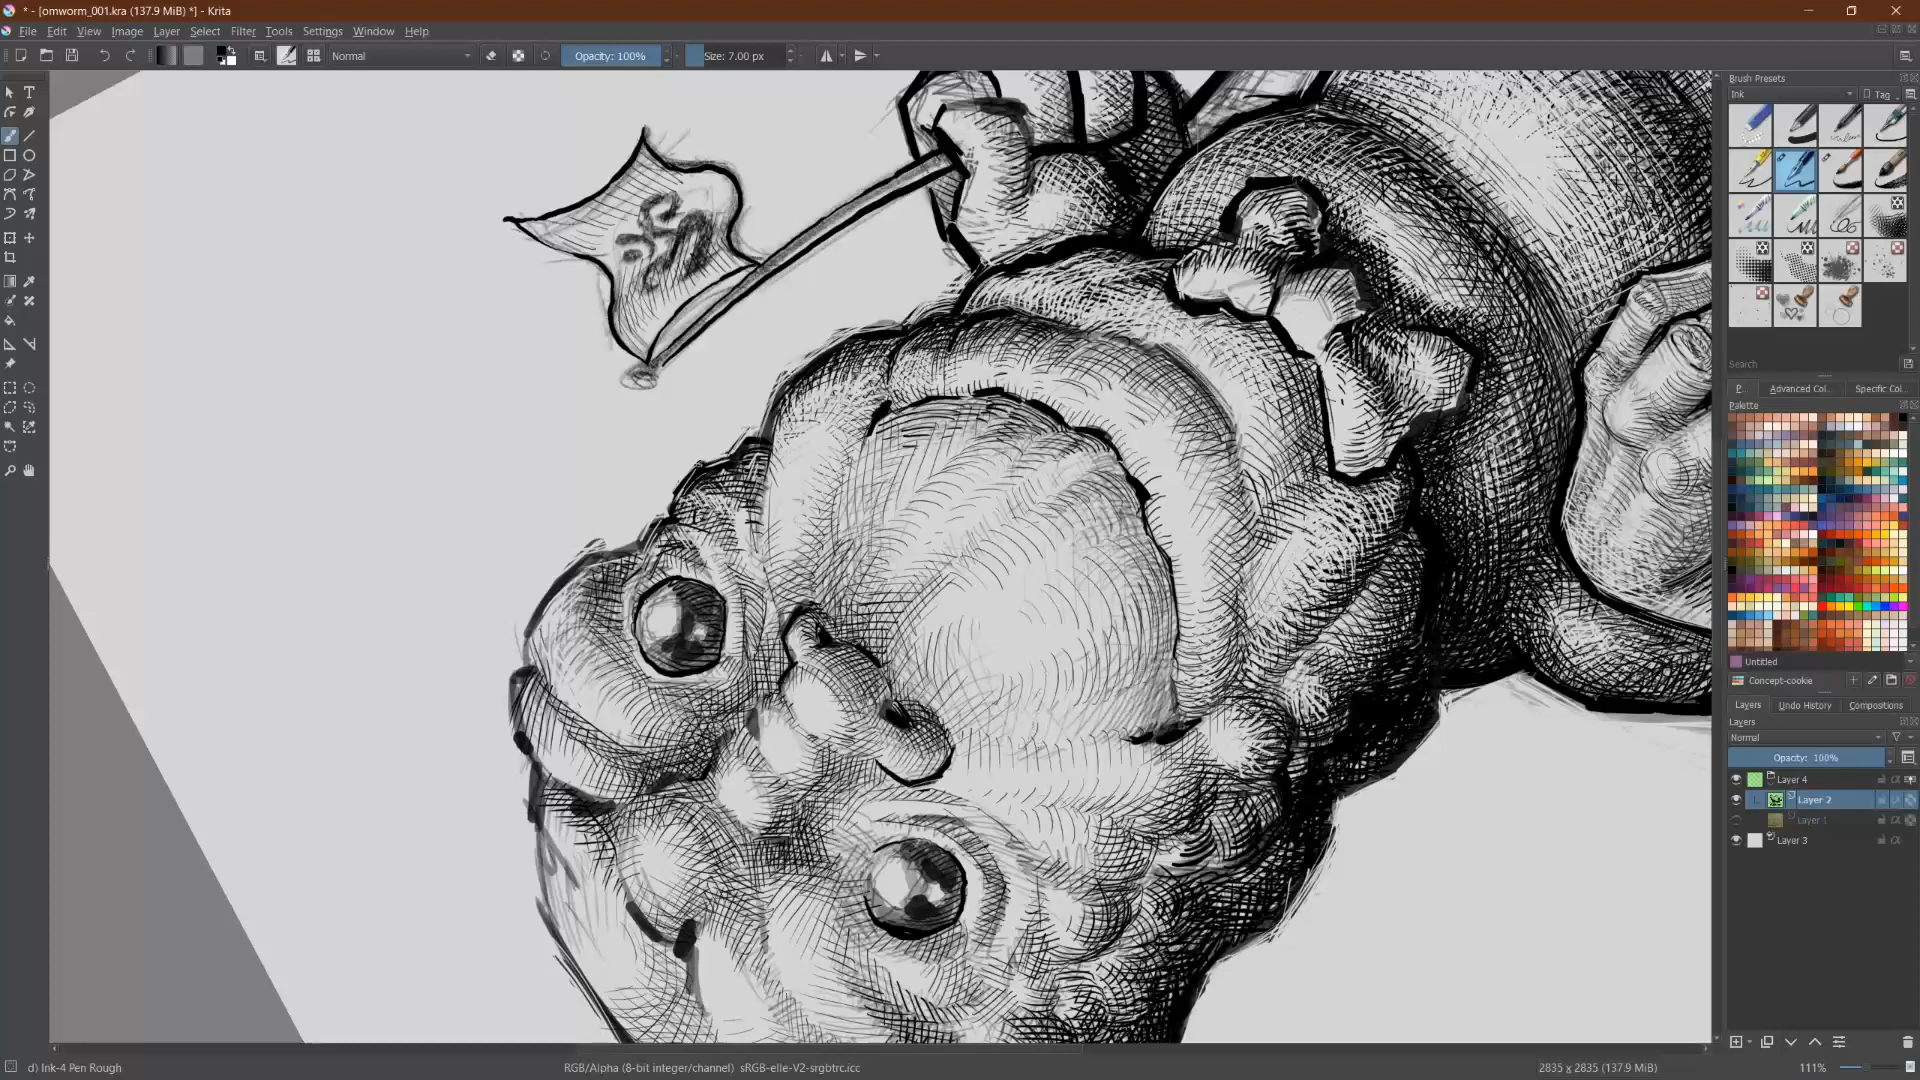 * - [omworm_001.kra (137.9 MiB) *] - Krita
File Edit View Image Layer Select Filter Tools Settings Window Help
Normal Opacity: 100% Size: 7.00 px
Brush Presets
Ink Tag
Search
P... Advanced Col... Specific Col...
Palette
Untitled
Concept-cookie
Layers Undo History Compositions
Layers
Normal
Opacity: 100%
Layer 4
Layer 2
Layer 1
Layer 3
d) Ink-4 Pen Rough RGB/Alpha (8-bit integer/channel) sRGB-elle-V2-srgbtrc.icc 2835 x 2835 (137.9 MiB) 111%